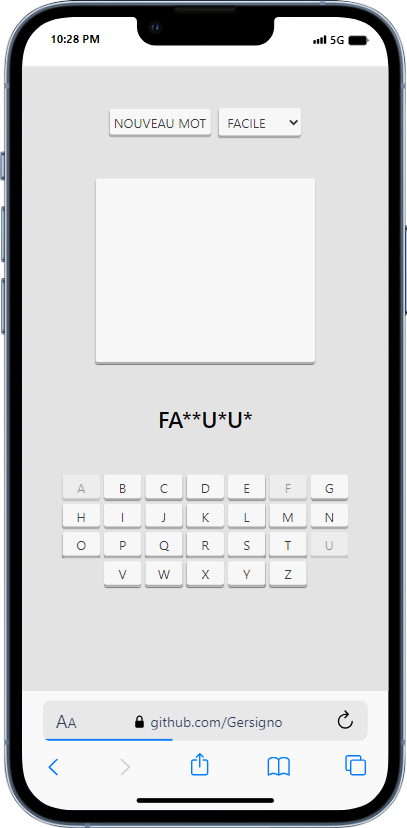 10:28 PM 5G
NOUVEAU MOT FACILE
FA**U*U*
A B C D E F G
H I J K L M N
O P Q R S T U
V W X Y Z
AA github.com/Gersigno